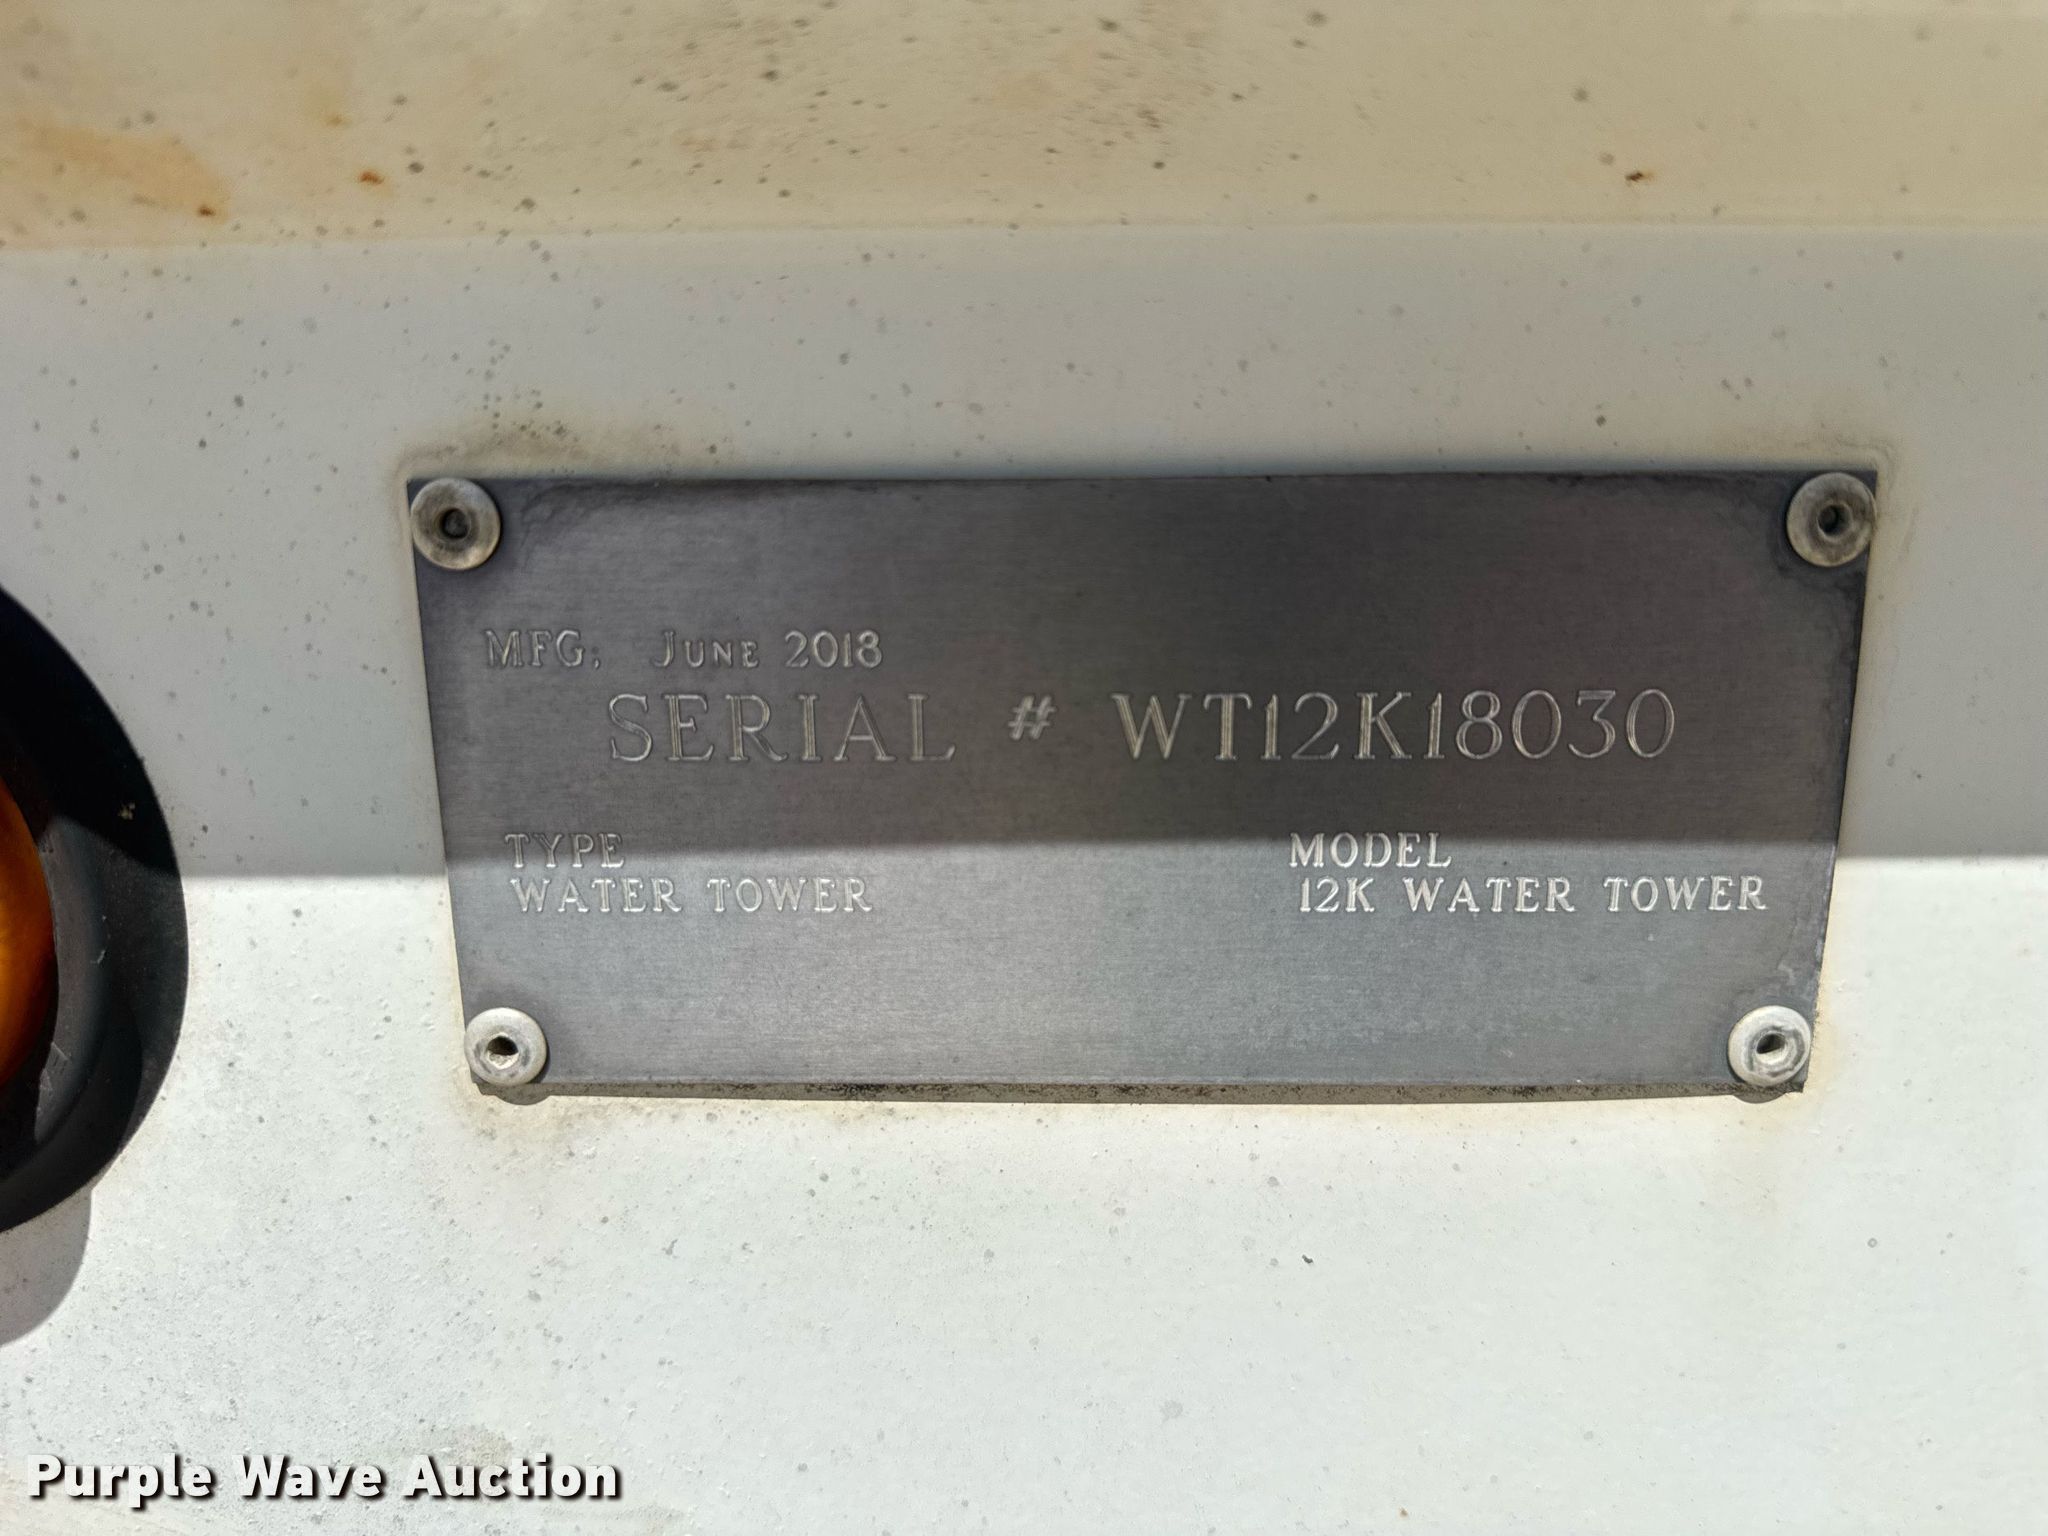 MFG; June 2018
SERIAL # WT12K18030
TYPE
WATER TOWER
MODEL
12K WATER TOWER
Purple Wave Auction